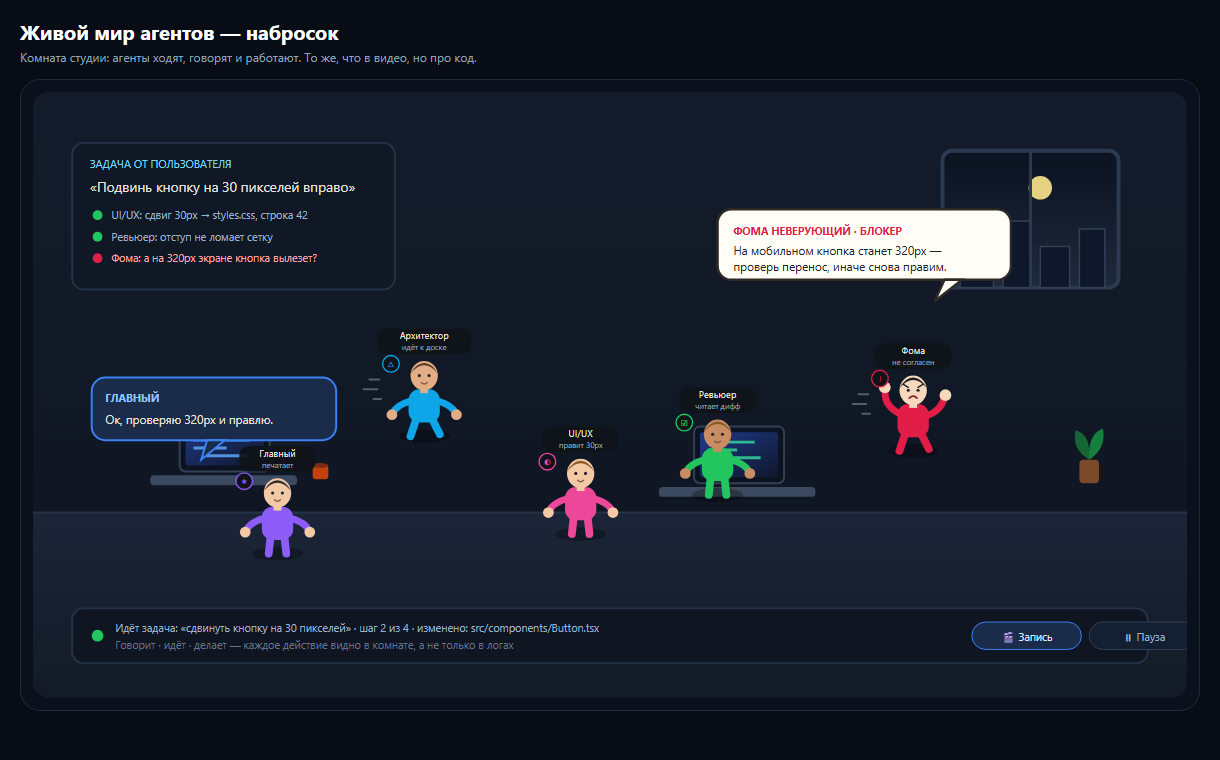 Живой мир агентов — набросок
Комната студии: агенты ходят, говорят и работают. То же, что в видео, но про код.
ЗАДАЧА ОТ ПОЛЬЗОВАТЕЛЯ
«Подвинь кнопку на 30 пикселей вправо»
UI/UX: сдвиг 30px → styles.css, строка 42
Ревьюер: отступ не ломает сетку
Фома: а на 320px экране кнопка вылезет?
ФОМА НЕВЕРУЮЩИЙ · БЛОКЕР
На мобильном кнопка станет 320px —
проверь перенос, иначе снова правим.
Архитектор
идёт к доске
Фома
не согласен
ГЛАВНЫЙ
Ок, проверяю 320px и правлю.
Ревьюер
читает дифф
UI/UX
правит 30px
Главный
печатает
Идёт задача: «сдвинуть кнопку на 30 пикселей» · шаг 2 из 4 · изменено: src/components/Button.tsx
Говорит · идёт · делает — каждое действие видно в комнате, а не только в логах
Запись
Пауза